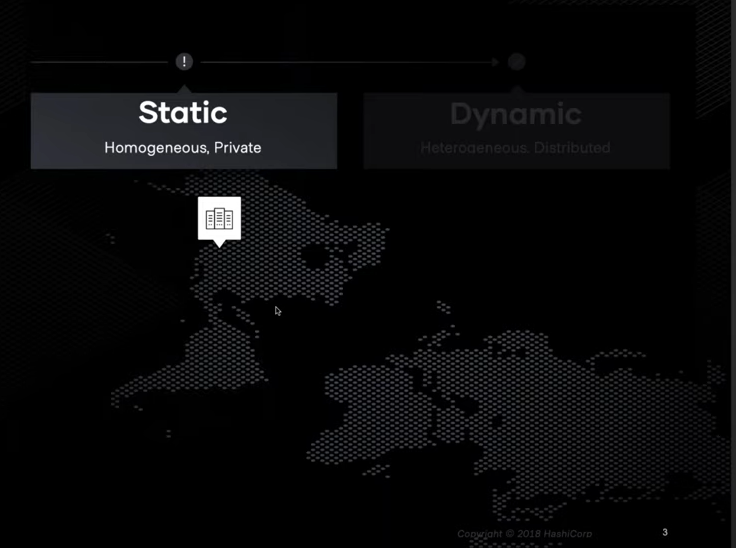 !
Static
Dynamic
Homogeneous, Private
Heterogeneous, Distributed
Copyright © 2018 HashiCorp
3